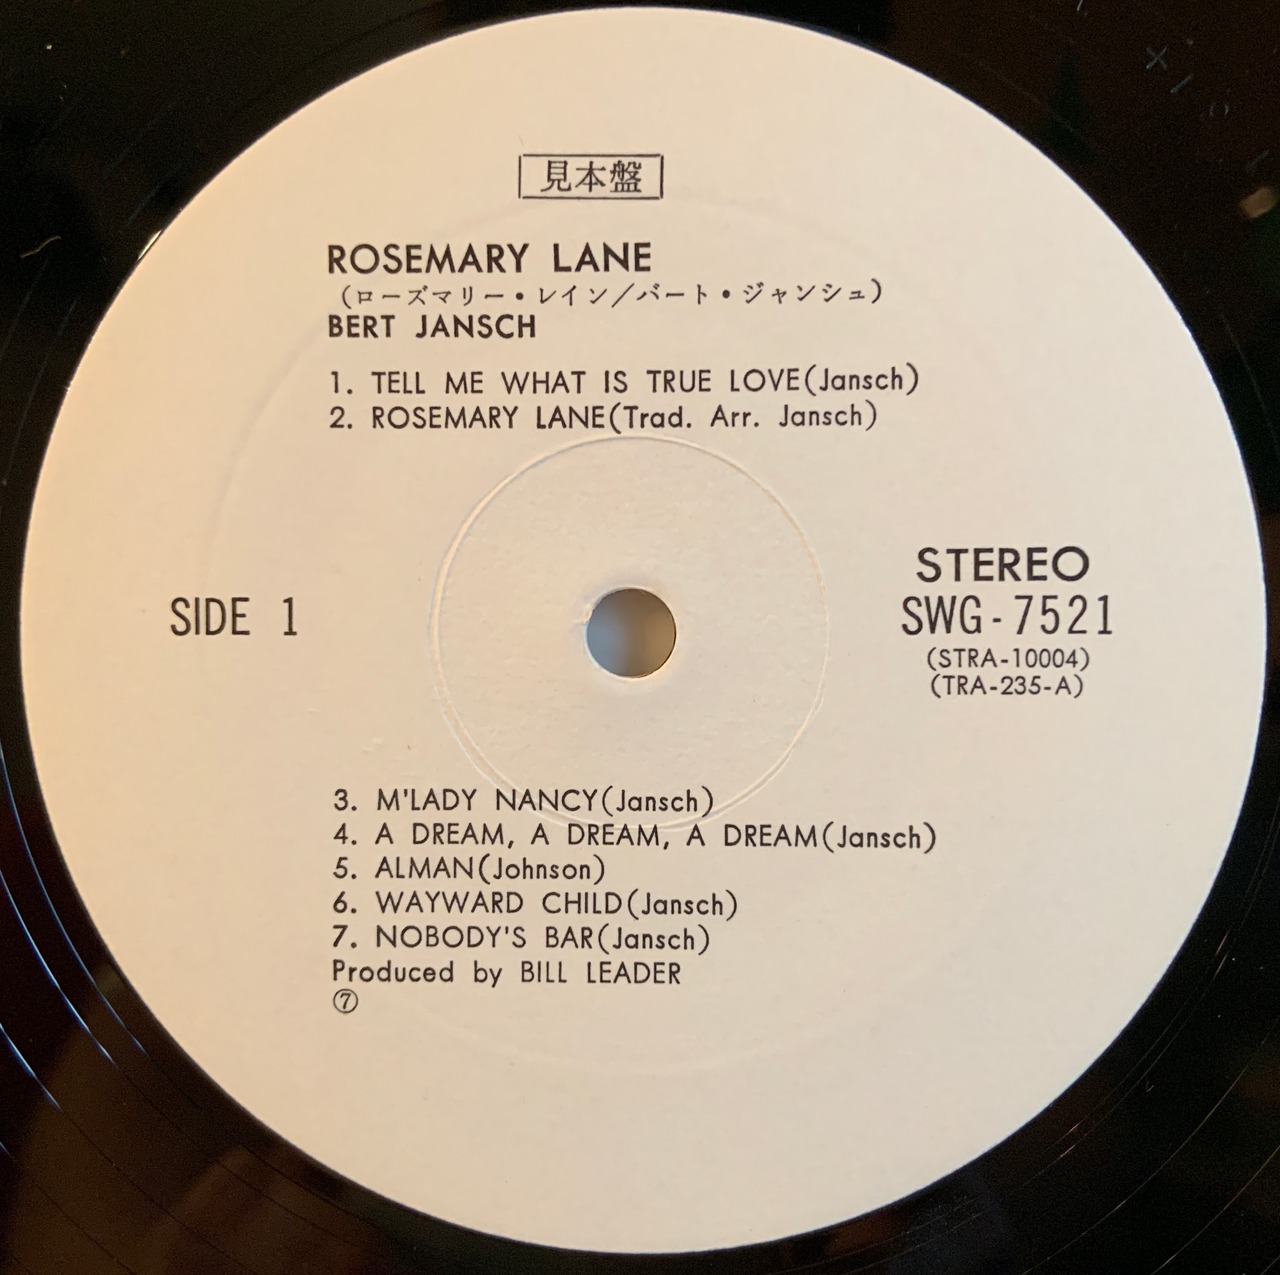 見本盤
ROSEMARY LANE
(ローズマリー・レイン/バート・ジャンシュ)
BERT JANSCH
1. TELL ME WHAT IS TRUE LOVE(Jansch)
2. ROSEMARY LANE(Trad. Arr. Jansch)
STEREO
SIDE 1
SWG-7521
(STRA-10004)
(TRA-235-A)
3. M'LADY NANCY(Jansch)
4. A DREAM, A DREAM, A DREAM(Jansch)
5. ALMAN(Johnson)
6. WAYWARD CHILD(Jansch)
7. NOBODY'S BAR(Jansch)
Produced by BILL LEADER
⑦